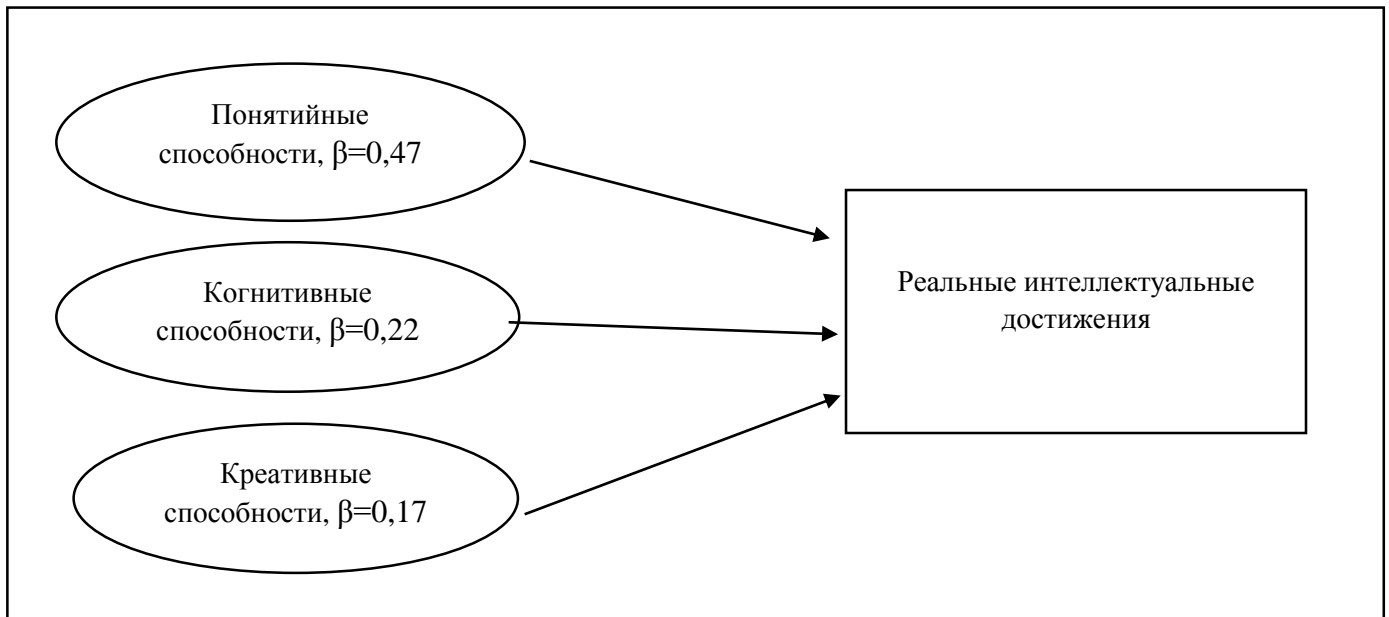 Понятийные
способности, β=0,47
Когнитивные
способности, β=0,22
Креативные
способности, β=0,17
Реальные интеллектуальные
достижения